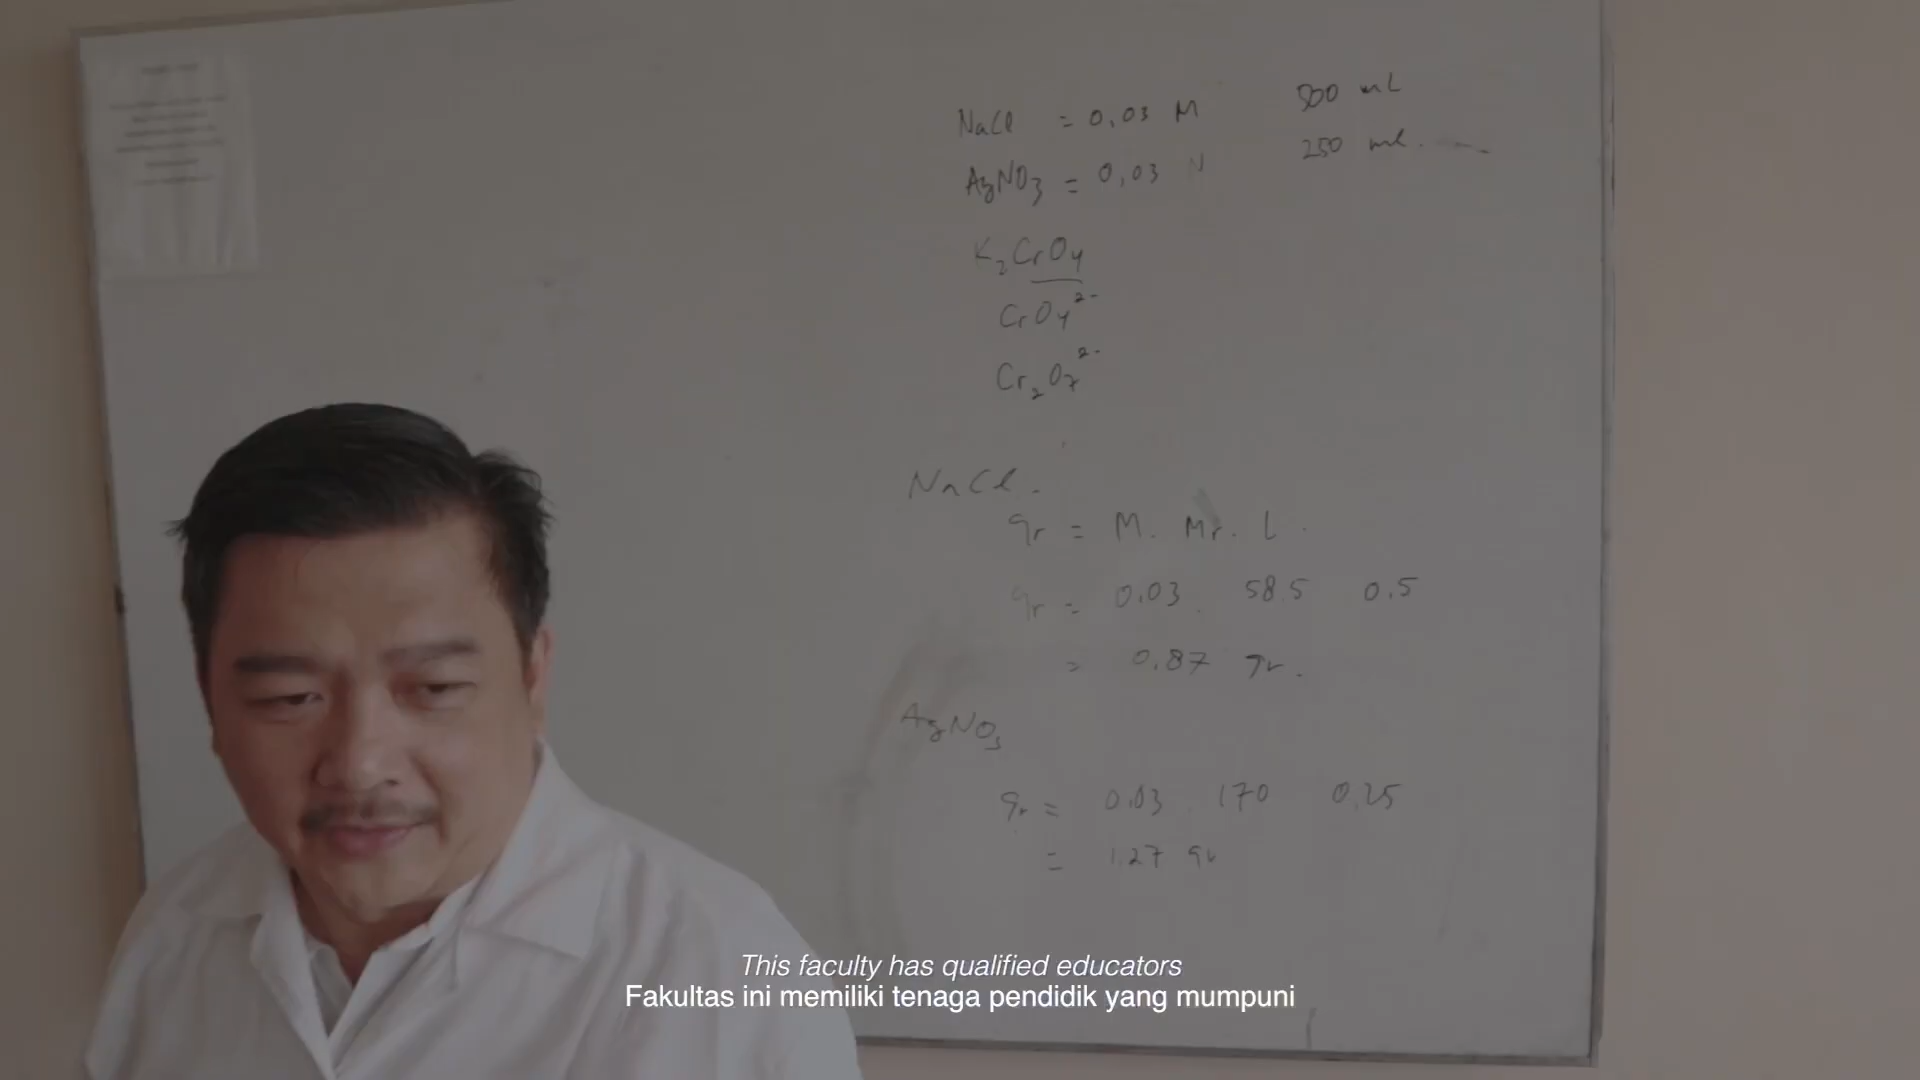 NaCl = 0,03 M 500 mL
AgNO3 = 0,03 N 250 ml.
K2CrO4
CrO4 2-
Cr2O7 2-
NaCl.
gr = M. Mr. L.
gr = 0.03 . 58.5 0.5
= 0.87 gr.
AgNO3
gr = 0.03 . 170 0.25
= 1.27 gr
This faculty has qualified educators
Fakultas ini memiliki tenaga pendidik yang mumpuni